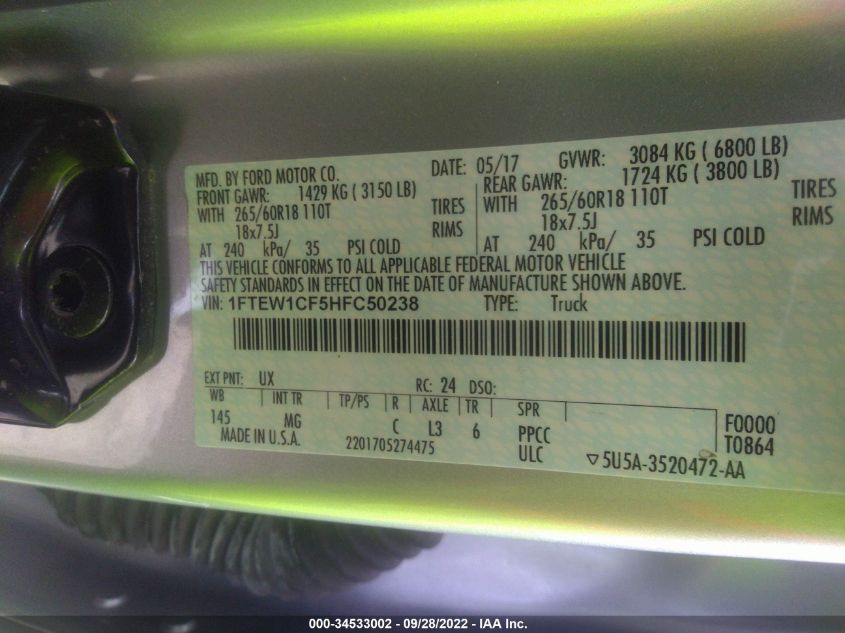 MFD. BY FORD MOTOR CO. DATE: 05/17 GVWR: 3084 KG ( 6800 LB)
FRONT GAWR: 1429 KG ( 3150 LB) REAR GAWR: 1724 KG ( 3800 LB)
WITH 265/60R18 110T TIRES WITH 265/60R18 110T TIRES
18x7.5J RIMS 18x7.5J RIMS
AT 240 kPa/ 35 PSI COLD AT 240 kPa/ 35 PSI COLD
THIS VEHICLE CONFORMS TO ALL APPLICABLE FEDERAL MOTOR VEHICLE
SAFETY STANDARDS IN EFFECT ON THE DATE OF MANUFACTURE SHOWN ABOVE.
VIN: 1FTEW1CF5HFC50238 TYPE: Truck
EXT PNT: UX RC: 24 DSO:
WB INT TR TP/PS R AXLE TR SPR
145 MG C L3 6 PPCC F0000
MADE IN U.S.A. 2201705274475 ULC T0864
▽5U5A-3520472-AA
000-34533002 - 09/28/2022 - IAA Inc.